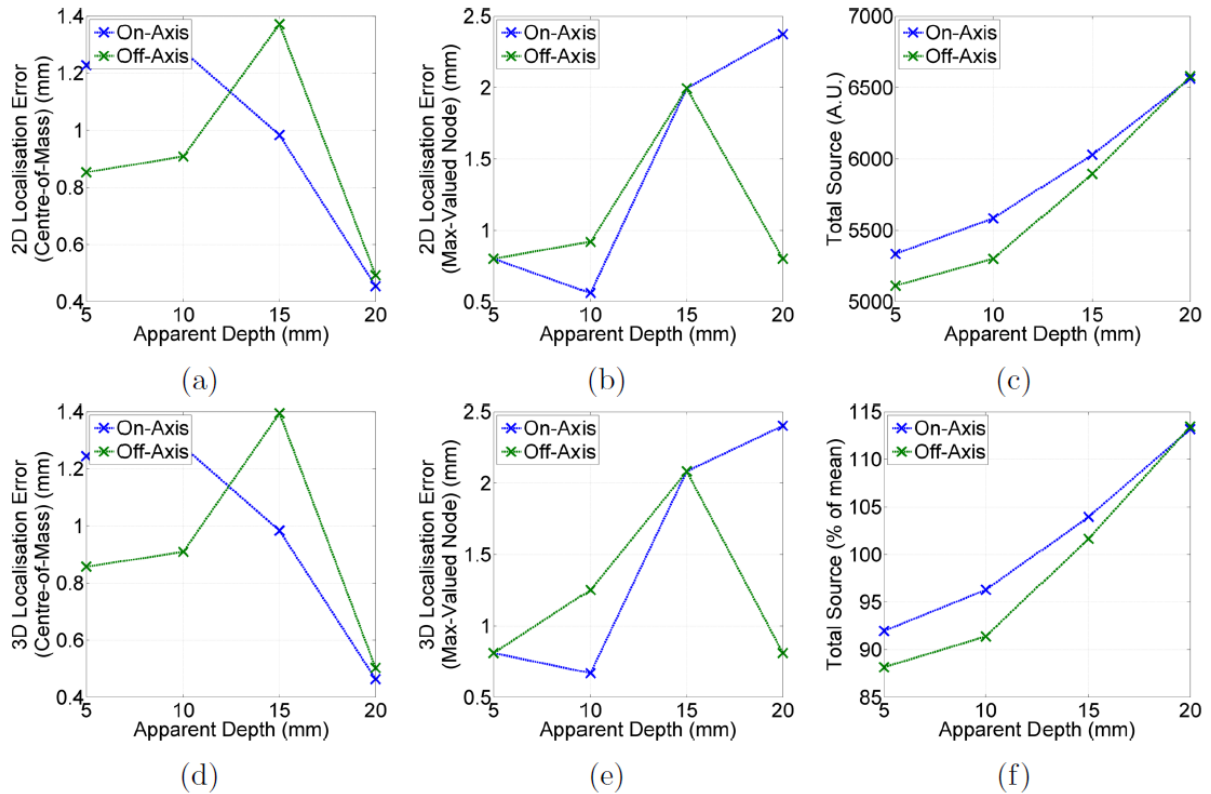 2D Localisation Error
(Centre-of-Mass) (mm)
1.4
1.2
1
0.8
0.6
0.4
On-Axis
Off-Axis
5
10
15
20
Apparent Depth (mm)
(a)
2D Localisation Error
(Max-Valued Node) (mm)
2.5
2
1.5
1
0.5
On-Axis
Off-Axis
5
10
15
20
Apparent Depth (mm)
(b)
Total Source (A.U.)
7000
6500
6000
5500
5000
On-Axis
Off-Axis
5
10
15
20
Apparent Depth (mm)
(c)
3D Localisation Error
(Centre-of-Mass) (mm)
1.4
1.2
1
0.8
0.6
0.4
On-Axis
Off-Axis
5
10
15
20
Apparent Depth (mm)
(d)
3D Localisation Error
(Max-Valued Node) (mm)
2.5
2
1.5
1
0.5
On-Axis
Off-Axis
5
10
15
20
Apparent Depth (mm)
(e)
Total Source (% of mean)
115
110
105
100
95
90
85
On-Axis
Off-Axis
5
10
15
20
Apparent Depth (mm)
(f)